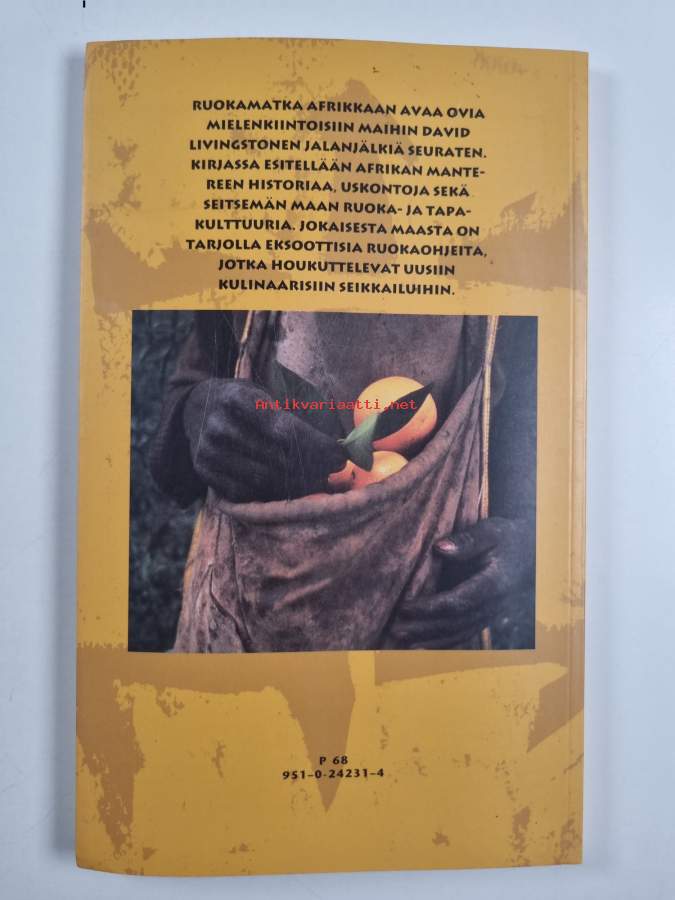 RUOKAMATKA AFRIKKAAN AVAA OVIA
MIELENKIINTOISIIN MAIHIN DAVID
LIVINGSTONEN JALANJÄLKIÄ SEURATEN.
KIRJASSA ESITELLÄÄN AFRIKAN MANTE-
REEN HISTORIAA, USKONTOJA SEKÄ
SEITSEMÄN MAAN RUOKA- JA TAPA-
KULTTUURIA. JOKAISESTA MAASTA ON
TARJOLLA EKSOOTTISIA RUOKAOHJEITA,
JOTKA HOUKUTTELEVAT UUSIIN
KULINAARISIIN SEIKKAILUIHIN.
Antikvariaatti.net
P 68
951-0-24231-4